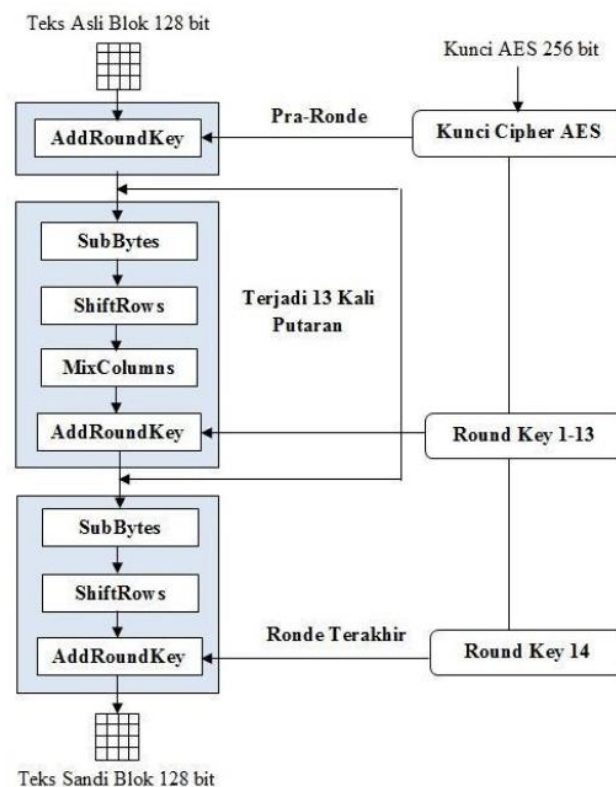 Teks Asli Blok 128 bit
Kunci AES 256 bit
Pra-Ronde
AddRoundKey
Kunci Cipher AES
SubBytes
ShiftRows
Terjadi 13 Kali
Putaran
MixColumns
AddRoundKey
Round Key 1-13
SubBytes
ShiftRows
Ronde Terakhir
AddRoundKey
Round Key 14
Teks Sandi Blok 128 bit